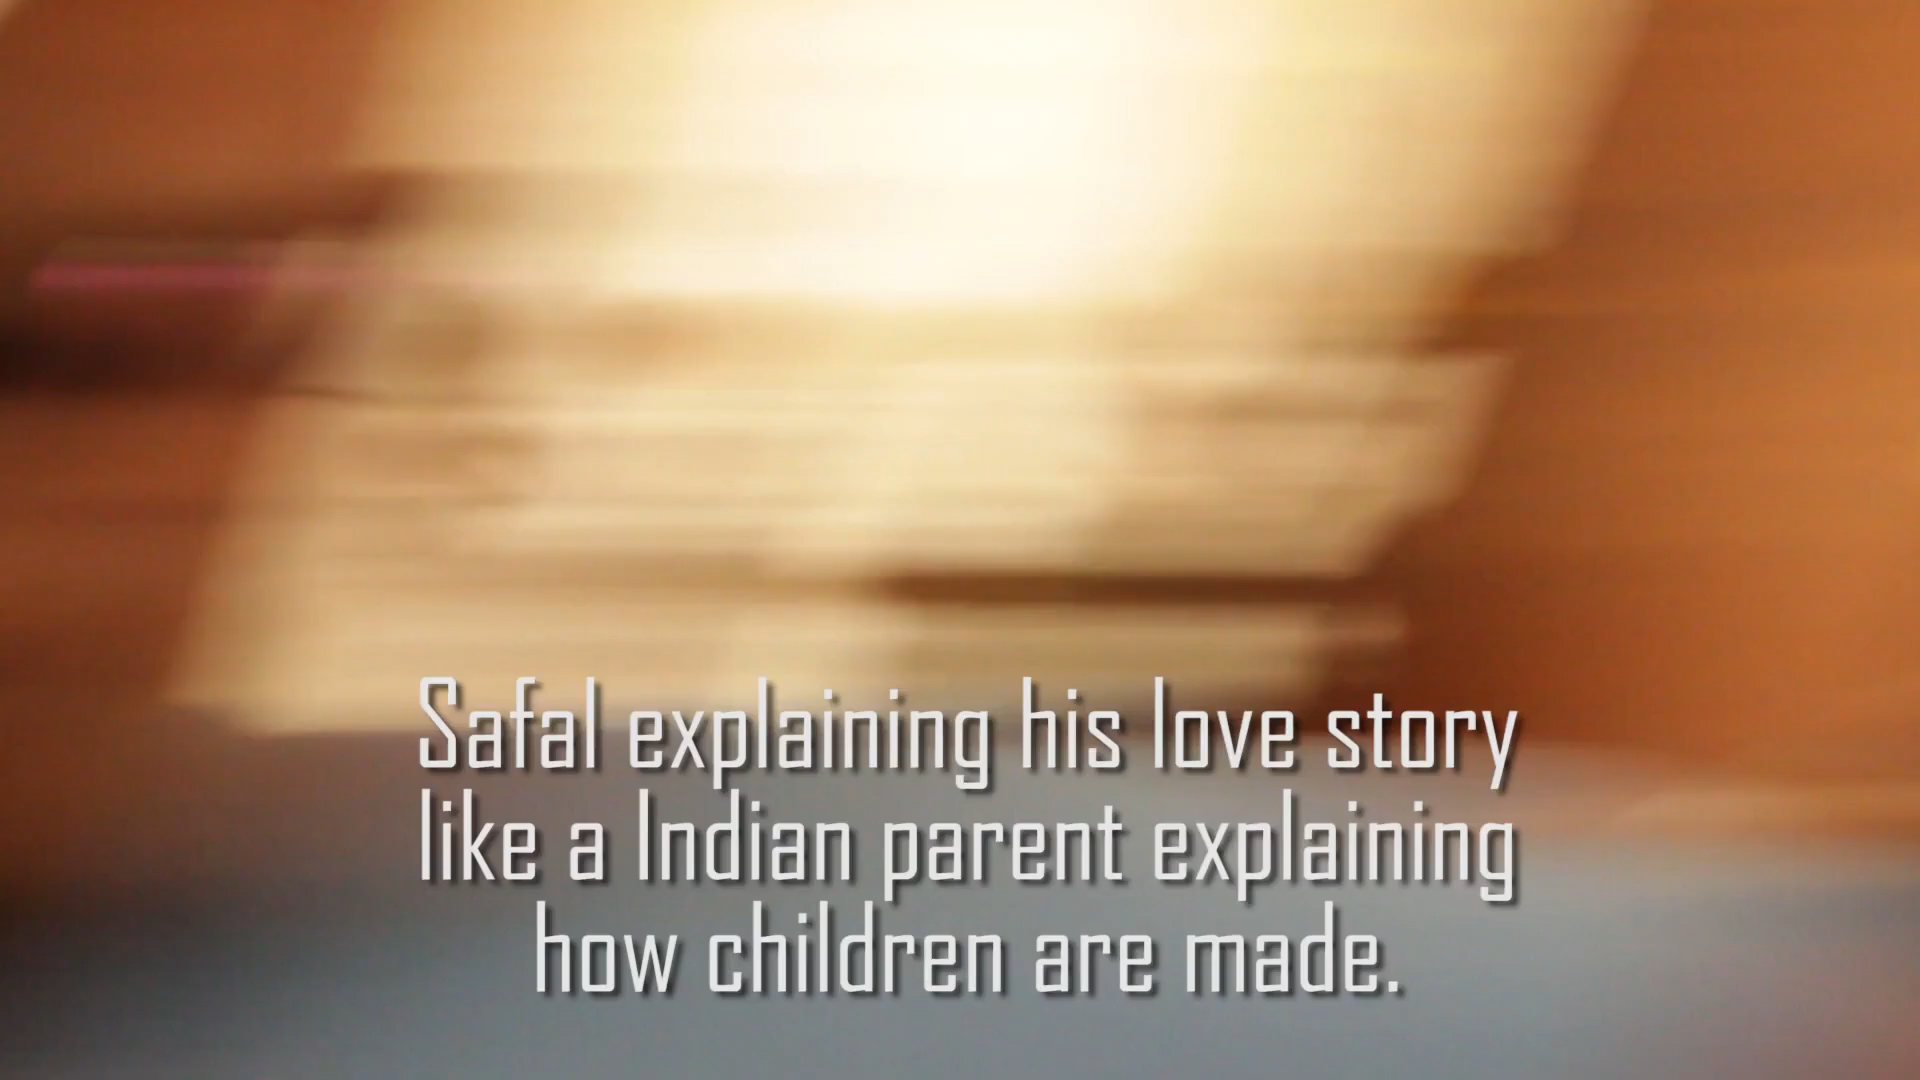 Safal explaining his love story
like a Indian parent explaining
how children are made.